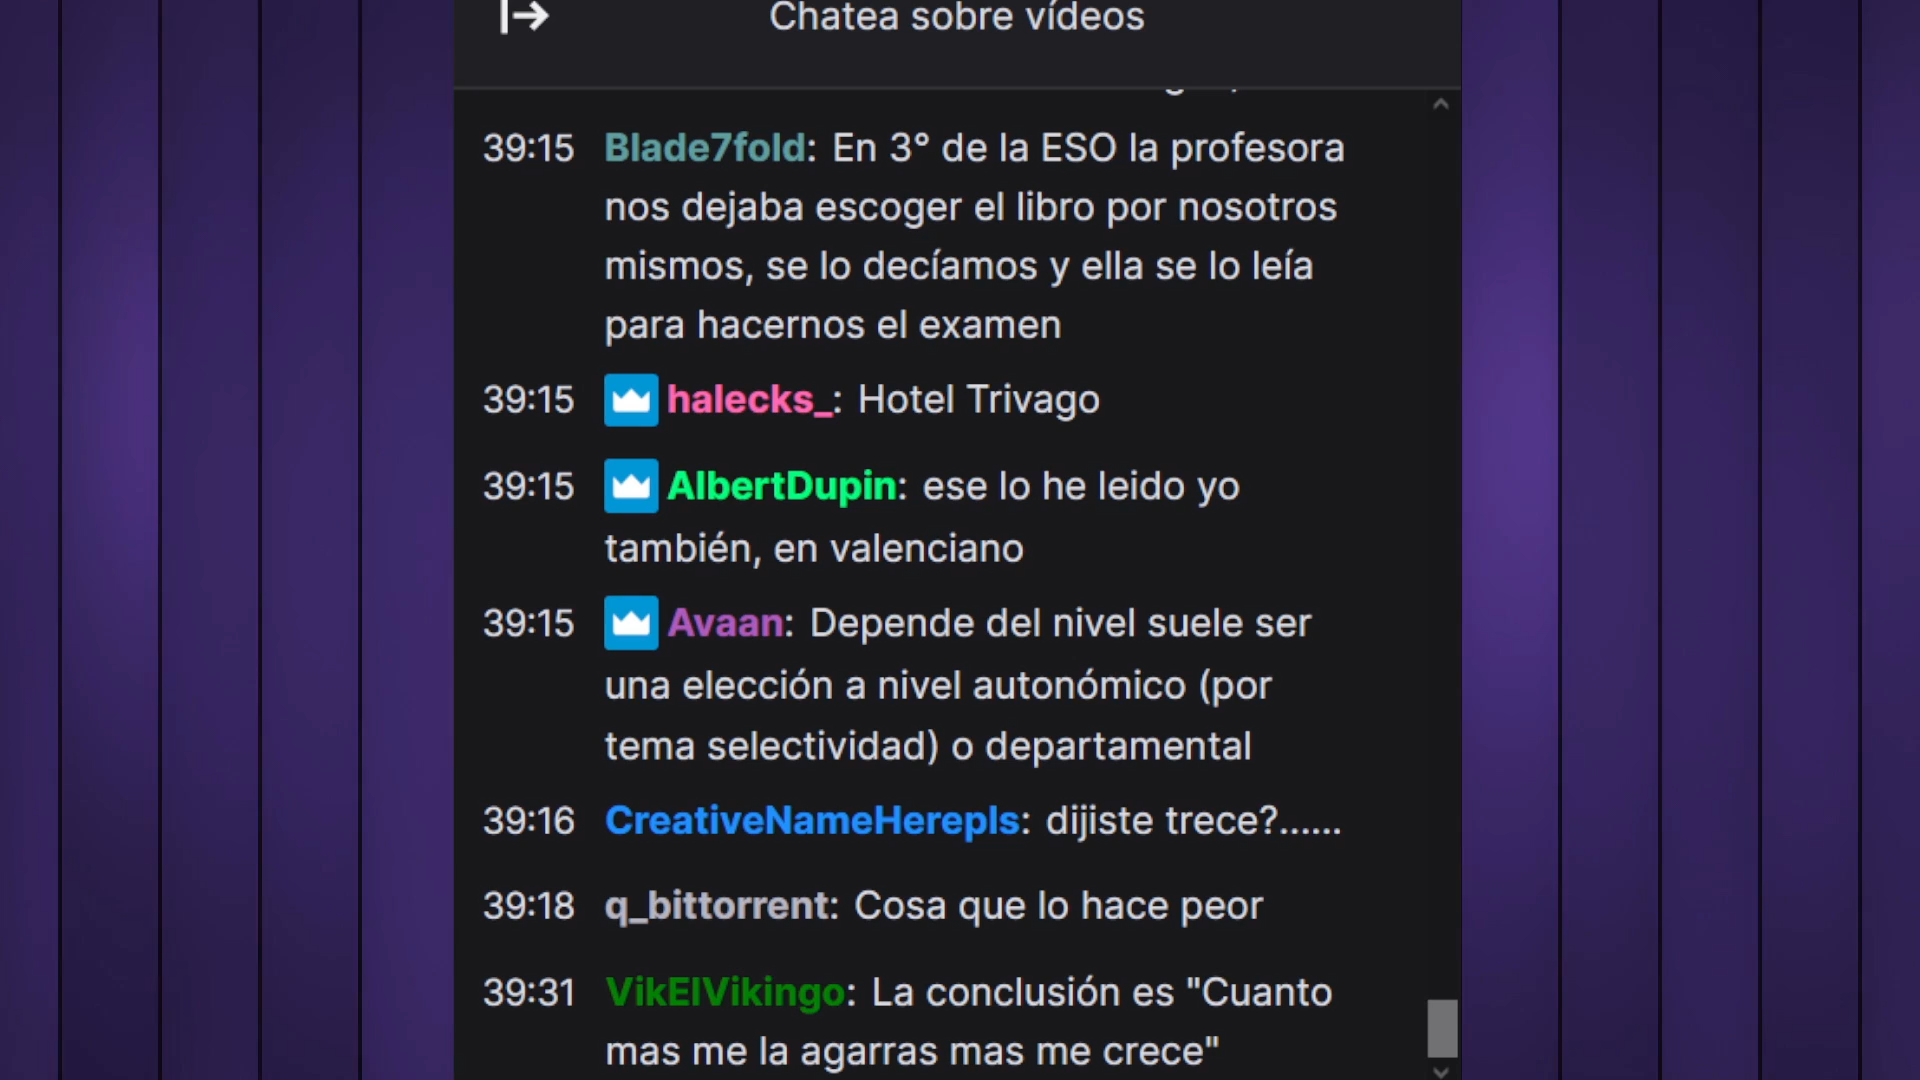 Chatea sobre vídeos
39:15 Blade7fold: En 3° de la ESO la profesora
nos dejaba escoger el libro por nosotros
mismos, se lo decíamos y ella se lo leía
para hacernos el examen
39:15 halecks_: Hotel Trivago
39:15 AlbertDupin: ese lo he leido yo
también, en valenciano
39:15 Avaan: Depende del nivel suele ser
una elección a nivel autonómico (por
tema selectividad) o departamental
39:16 CreativeNameHerepls: dijiste trece?......
39:18 q_bittorrent: Cosa que lo hace peor
39:31 VikElVikingo: La conclusión es "Cuanto
mas me la agarras mas me crece"